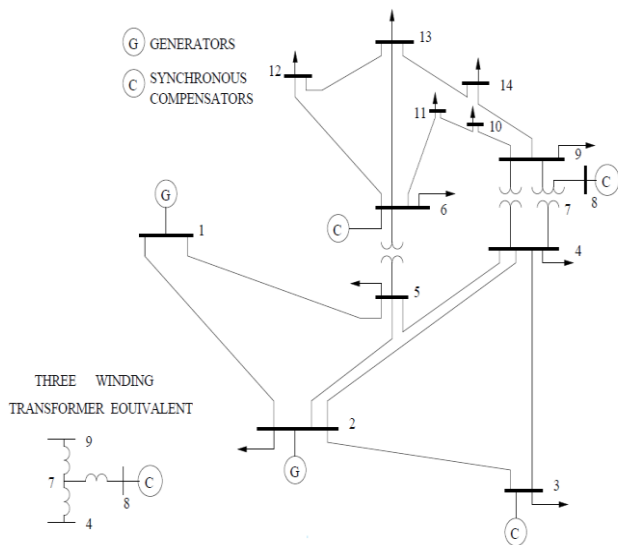 G GENERATORS
C SYNCHRONOUS
COMPENSATORS
13
12
14
11
10
9
G
C
6
7
8
C
1
4
5
THREE WINDING
TRANSFORMER EQUIVALENT
2
9
7
C
8
4
G
3
C